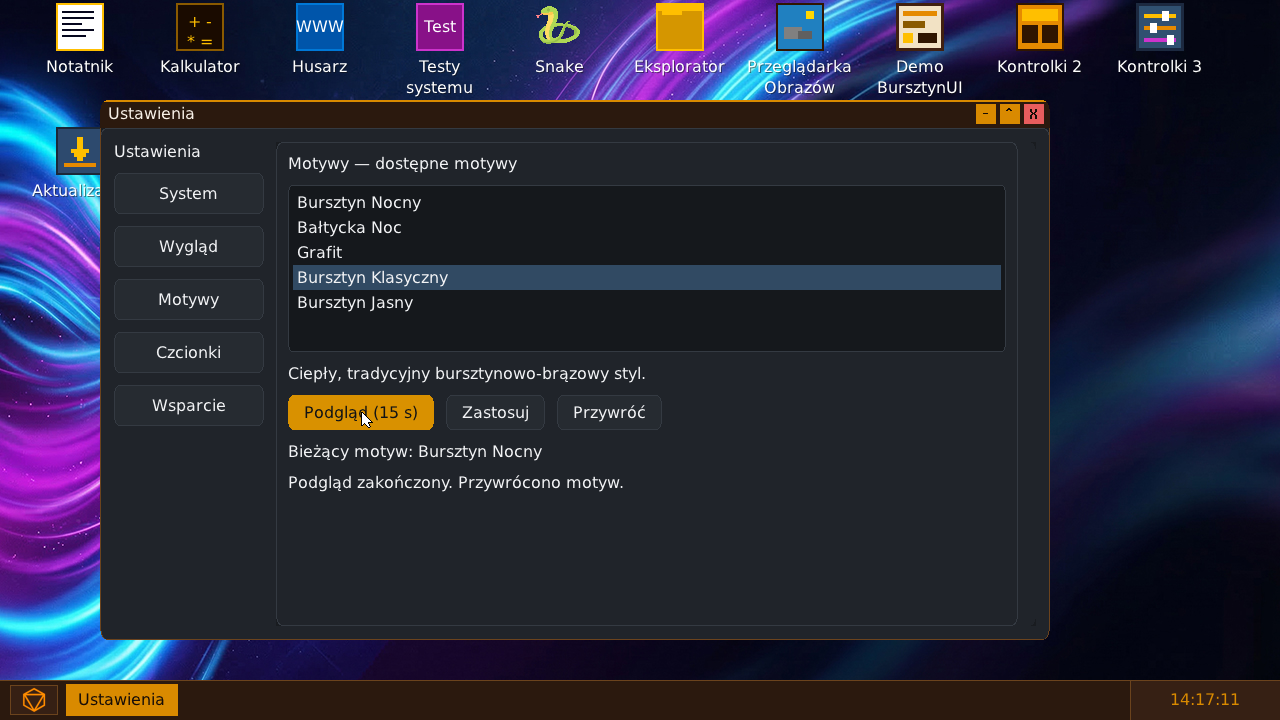 WWW
Test
Notatnik
Kalkulator
Husarz
Testy
systemu
Snake
Eksplorator
Przeglądarka
Obrazów
Demo
BursztynUI
Kontrolki 2
Kontrolki 3
Ustawienia
Ustawienia
System
Wygląd
Motywy
Czcionki
Wsparcie
Motywy — dostępne motywy
Bursztyn Nocny
Bałtycka Noc
Grafit
Bursztyn Klasyczny
Bursztyn Jasny
Ciepły, tradycyjny bursztynowo-brązowy styl.
Podgląd (15 s)
Zastosuj
Przywróć
Bieżący motyw: Bursztyn Nocny
Podgląd zakończony. Przywrócono motyw.
Ustawienia
14:17:11